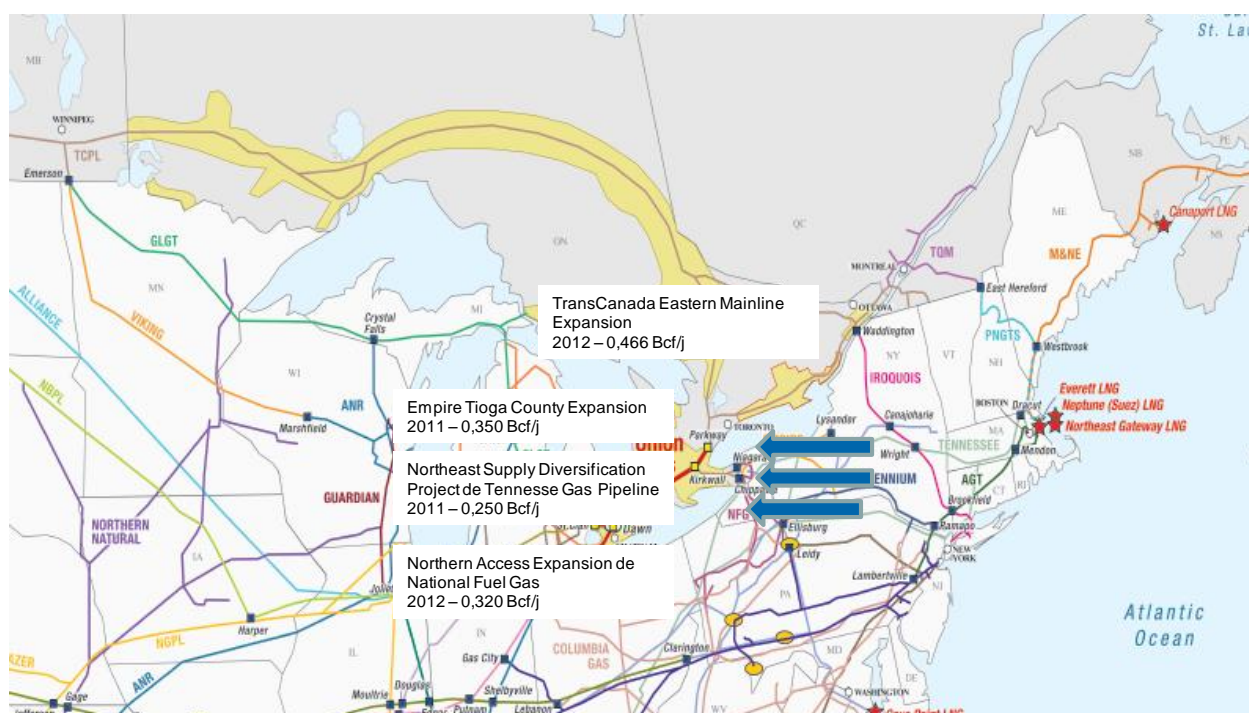 St. La
MB
WINNIPEG
TCPL
Emerson
GLGT
ON
QC
NB
PE
Canaport LNG
NS
ME
M&NE
MONTRÉAL
TQM
East Hereford
OTTAWA
Waddington
PNGTS
Westbrook
MN
ALLIANCE
VIKING
Crystal
Falls
MI
TransCanada Eastern Mainline
Expansion
2012 – 0,466 Bcf/j
NY
VT
NH
IROQUOIS
WI
NBPL
ANR
Marshfield
Empire Tioga County Expansion
2011 – 0,350 Bcf/j
Union
Parkway
TORONTO
Lysander
Canajoharie
BOSTON
Dracut
Everett LNG
Neptune (Suez) LNG
Northeast Gateway LNG
MA
Niagara
Kirkwall
Chippawa
Wright
TENNESSEE
Mendon
Northeast Supply Diversification
Project de Tennesse Gas Pipeline
2011 – 0,250 Bcf/j
GUARDIAN
ENNIUM
AGT
CT
RI
Brookfield
NFG
Dawn
Ellisburg
Ramapo
NORTHERN
NATURAL
IA
Leidy
NEW
YORK
Northern Access Expansion de
National Fuel Gas
2012 – 0,320 Bcf/j
Joliet
Lambertville
PA
NJ
Harper
NGPL
IL
IN
Gas City
COLUMBIA
GAS
Clarington
MD
DE
Atlantic
Ocean
KZER
ANR
Gage
Moultrie
Douglas
Shelbyville
Lebanon
WASHINGTON
WV